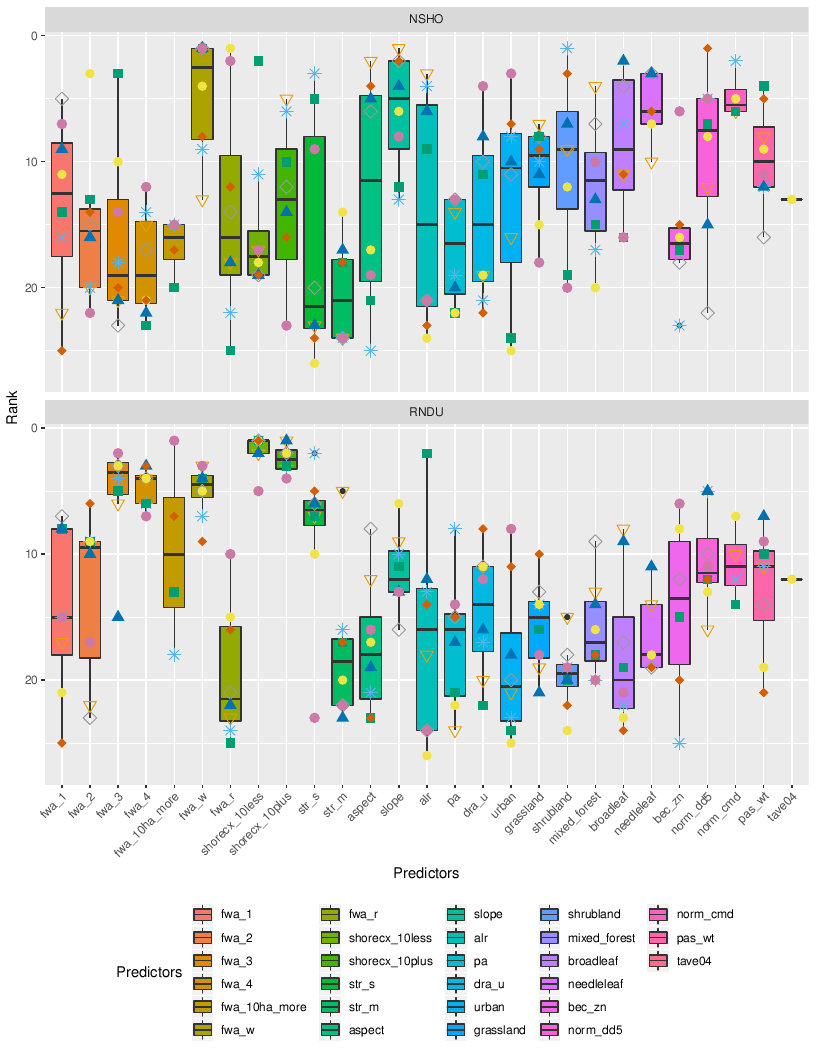 NSHO
0
10
20
Rank
RNDU
0
10
20
fwa_1
fwa_2
fwa_3
fwa_4
fwa_10ha_more
fwa_w
fwa_r
shorecx_10less
shorecx_10plus
str_s
str_m
aspect
slope
alr
pa
dra_u
urban
grassland
shrubland
mixed_forest
broadleaf
needleleaf
bec_zn
norm_dd5
norm_cmd
pas_wt
tave04
Predictors
Predictors
fwa_1 fwa_r slope shrubland norm_cmd
fwa_2 shorecx_10less alr mixed_forest pas_wt
fwa_3 shorecx_10plus pa broadleaf tave04
fwa_4 str_s dra_u needleleaf
fwa_10ha_more str_m urban bec_zn
fwa_w aspect grassland norm_dd5